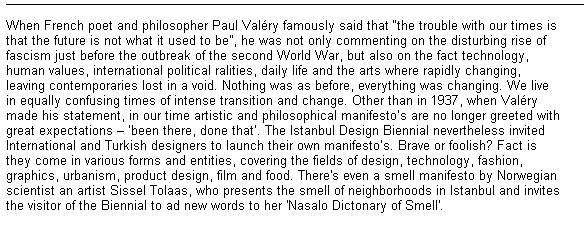 When French poet and philosopher Paul Valéry famously said that "the trouble with our times is
that the future is not what it used to be", he was not only commenting on the disturbing rise of
fascism just before the outbreak of the second World War, but also on the fact technology,
human values, international political ralities, daily life and the arts where rapidly changing,
leaving contemporaries lost in a void. Nothing was as before, everything was changing. We live
in equally confusing times of intense transition and change. Other than in 1937, when Valéry
made his statement, in our time artistic and philosophical manifesto's are no longer greeted with
great expectations – 'been there, done that'. The Istanbul Design Biennial nevertheless invited
International and Turkish designers to launch their own manifesto's. Brave or foolish? Fact is
they come in various forms and entities, covering the fields of design, technology, fashion,
graphics, urbanism, product design, film and food. There's even a smell manifesto by Norwegian
scientist an artist Sissel Tolaas, who presents the smell of neighborhoods in Istanbul and invites
the visitor of the Biennial to ad new words to her 'Nasalo Dictonary of Smell'.